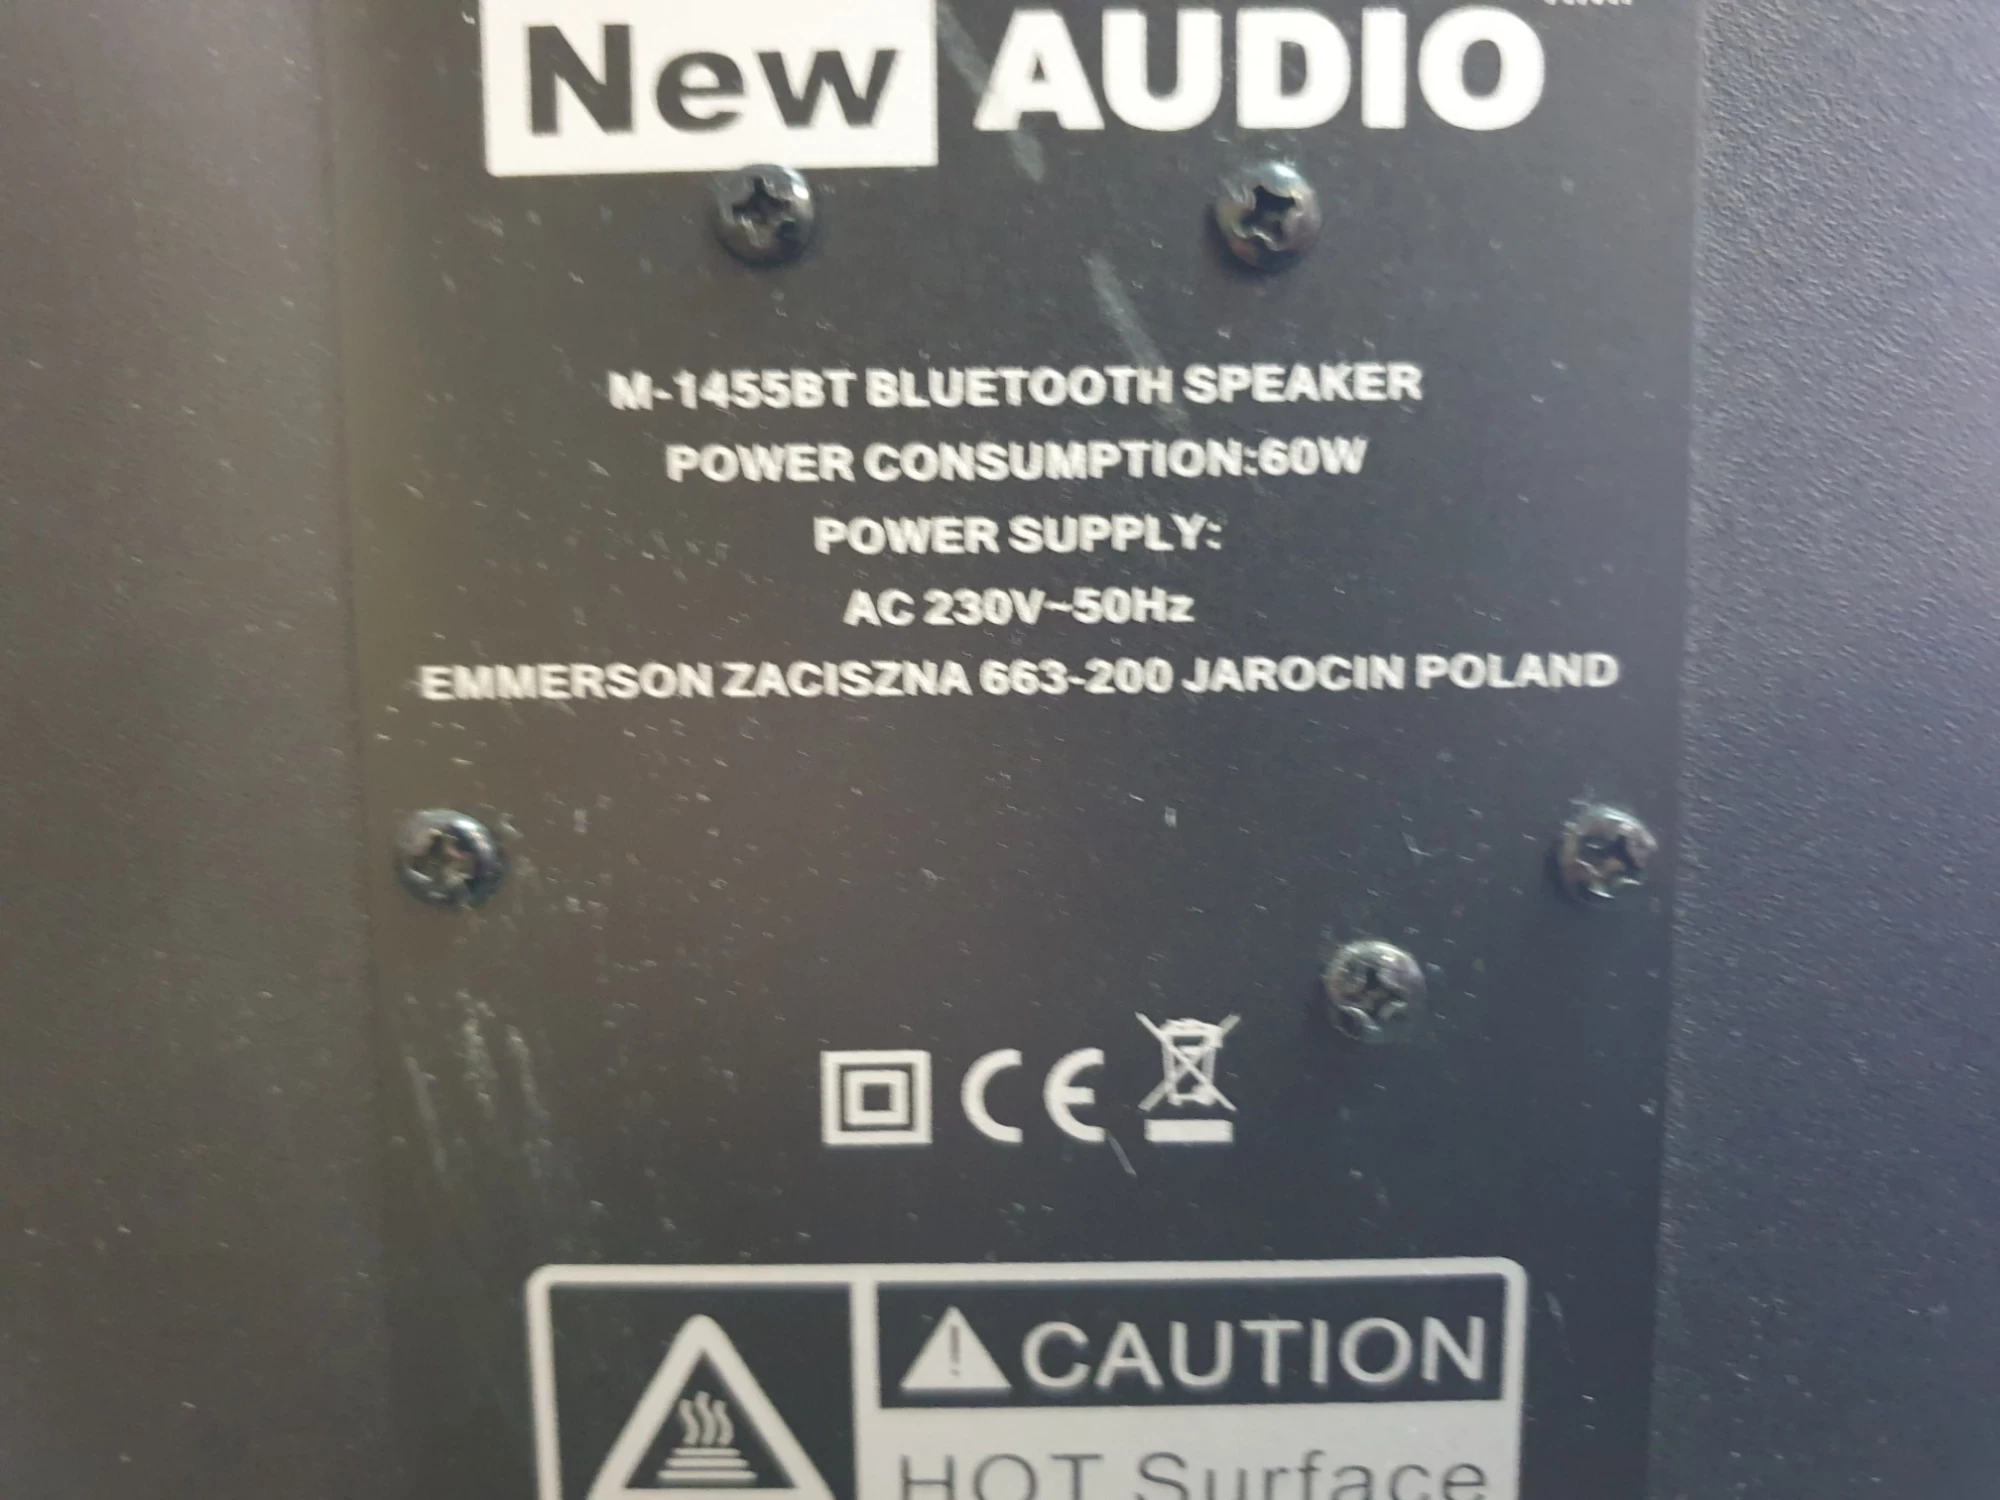 New AUDIO
M-1455BT BLUETOOTH SPEAKER
POWER CONSUMPTION:60W
POWER SUPPLY:
AC 230V~50Hz
EMMERSON ZACISZNA 663-200 JAROCIN POLAND
CE
CAUTION
HOT Surface